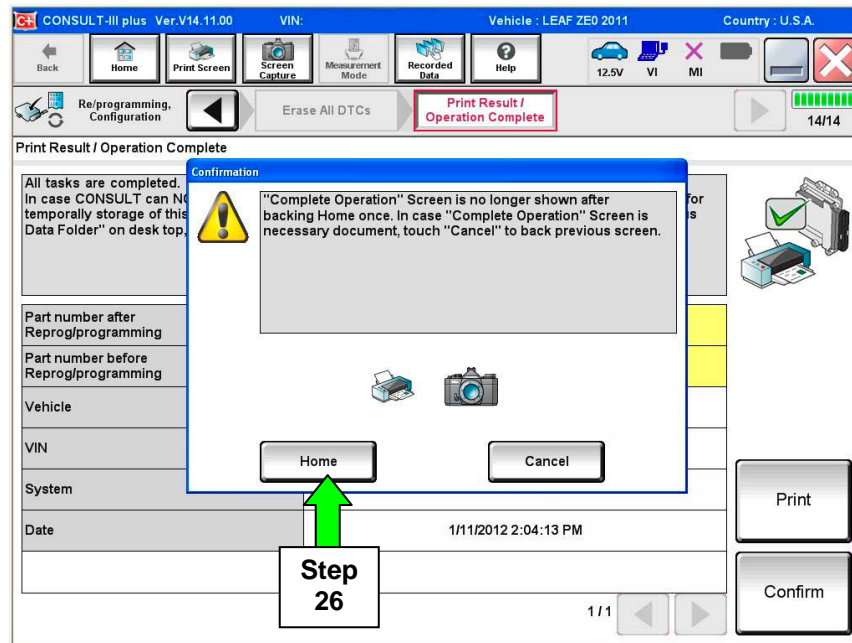 CONSULT-III plus Ver.V14.11.00 VIN: Vehicle : LEAF ZE0 2011 Country : U.S.A.
Back
Home
Print Screen
Screen
Capture
Measurement
Mode
Recorded
Data
Help
12.5V VI MI
Re/programming,
Configuration
Erase All DTCs
Print Result /
Operation Complete
14/14
Print Result / Operation Complete
All tasks are completed.
In case CONSULT can for
temporally storage of this is
Data Folder" on desk top,
Confirmation
"Complete Operation" Screen is no longer shown after
backing Home once. In case "Complete Operation" Screen is
necessary document, touch "Cancel" to back previous screen.
Home
Cancel
Part number after
Reprog/programming
Part number before
Reprog/programming
Vehicle
VIN
System
Date 1/11/2012 2:04:13 PM
Step
26
1/1
Print
Confirm